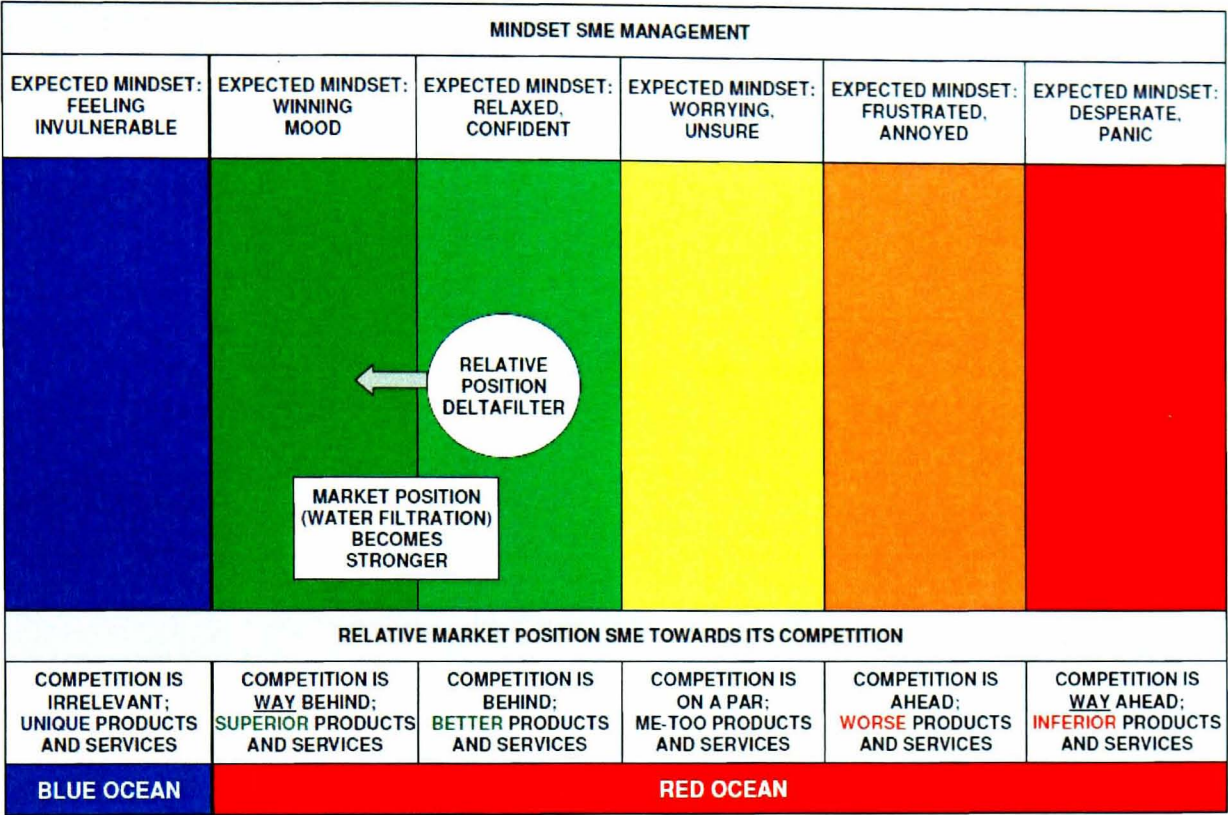 MINDSET SME MANAGEMENT
EXPECTED MINDSET:
FEELING
INVULNERABLE
EXPECTED MINDSET:
WINNING
MOOD
EXPECTED MINDSET:
RELAXED,
CONFIDENT
EXPECTED MINDSET:
WORRYING,
UNSURE
EXPECTED MINDSET:
FRUSTRATED,
ANNOYED
EXPECTED MINDSET:
DESPERATE,
PANIC
RELATIVE
POSITION
DELTAFILTER
MARKET POSITION
(WATER FILTRATION)
BECOMES
STRONGER
RELATIVE MARKET POSITION SME TOWARDS ITS COMPETITION
COMPETITION IS
IRRELEVANT;
UNIQUE PRODUCTS
AND SERVICES
COMPETITION IS
WAY BEHIND;
SUPERIOR PRODUCTS
AND SERVICES
COMPETITION IS
BEHIND;
BETTER PRODUCTS
AND SERVICES
COMPETITION IS
ON A PAR;
ME-TOO PRODUCTS
AND SERVICES
COMPETITION IS
AHEAD;
WORSE PRODUCTS
AND SERVICES
COMPETITION IS
WAY AHEAD;
INFERIOR PRODUCTS
AND SERVICES
BLUE OCEAN
RED OCEAN